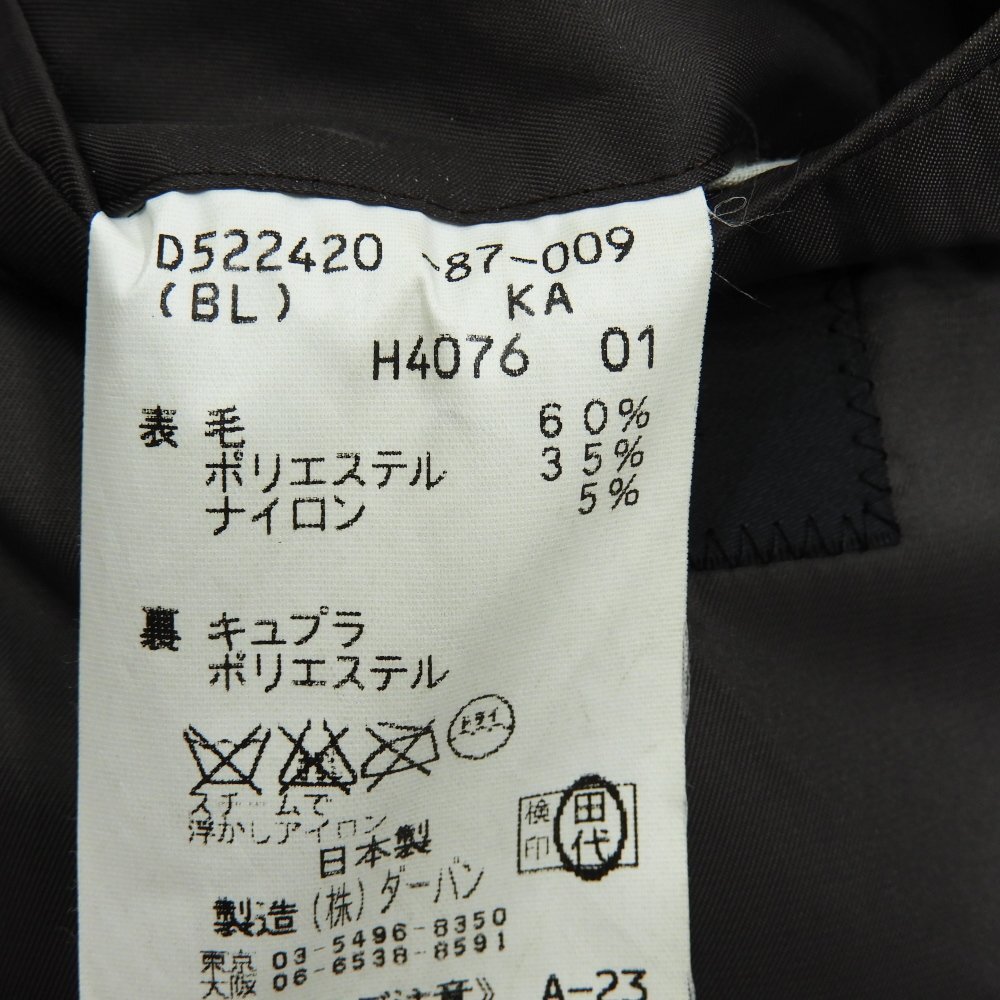 D522420 -87-009
(BL) KA
H4076 01
表 毛 60%
ポリエステル 35%
ナイロン 5%
裏 キュプラ
ポリエステル
ドライ
スチームで
浮かしアイロン
検印 田代
日本製
製造 (株)ダーバン
東京 03-5496-8350
大阪 06-6538-8591
ご注意》 A-23